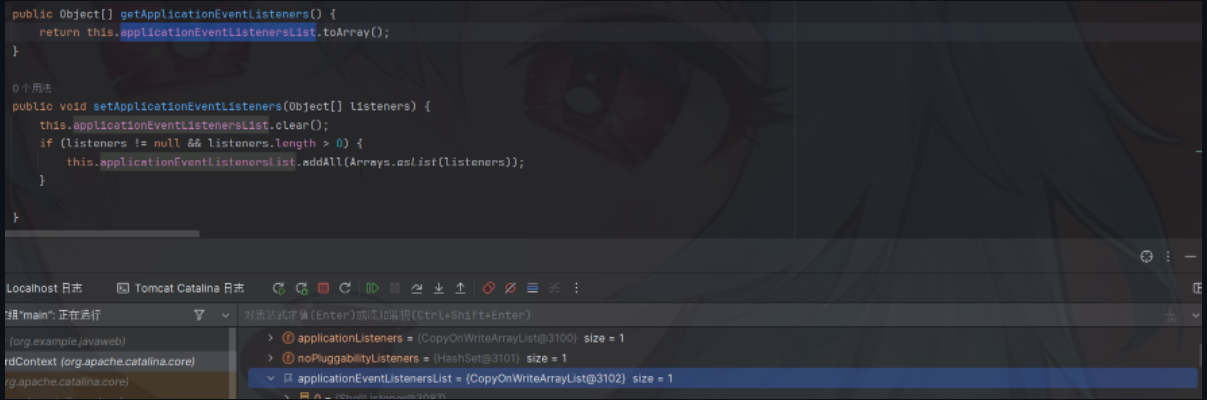 public Object[] getApplicationEventListeners() {
return this.applicationEventListenersList.toArray();
}
0个用法
public void setApplicationEventListeners(Object[] listeners) {
this.applicationEventListenersList.clear();
if (listeners != null && listeners.length > 0) {
this.applicationEventListenersList.addAll(Arrays.asList(listeners));
}
}
Localhost 日志 Tomcat Catalina 日志
"main": 正在运行 对表达式求值(Enter)或添加监视(Ctrl+Shift+Enter)
(org.example.javaweb) applicationListeners = {CopyOnWriteArrayList@3100} size = 1
rdContext (org.apache.catalina.core) noPluggabilityListeners = {HashSet@3101} size = 1
rg.apache.catalina.core) applicationEventListenersList = {CopyOnWriteArrayList@3102} size = 1
0 = {ShellListener@3087}